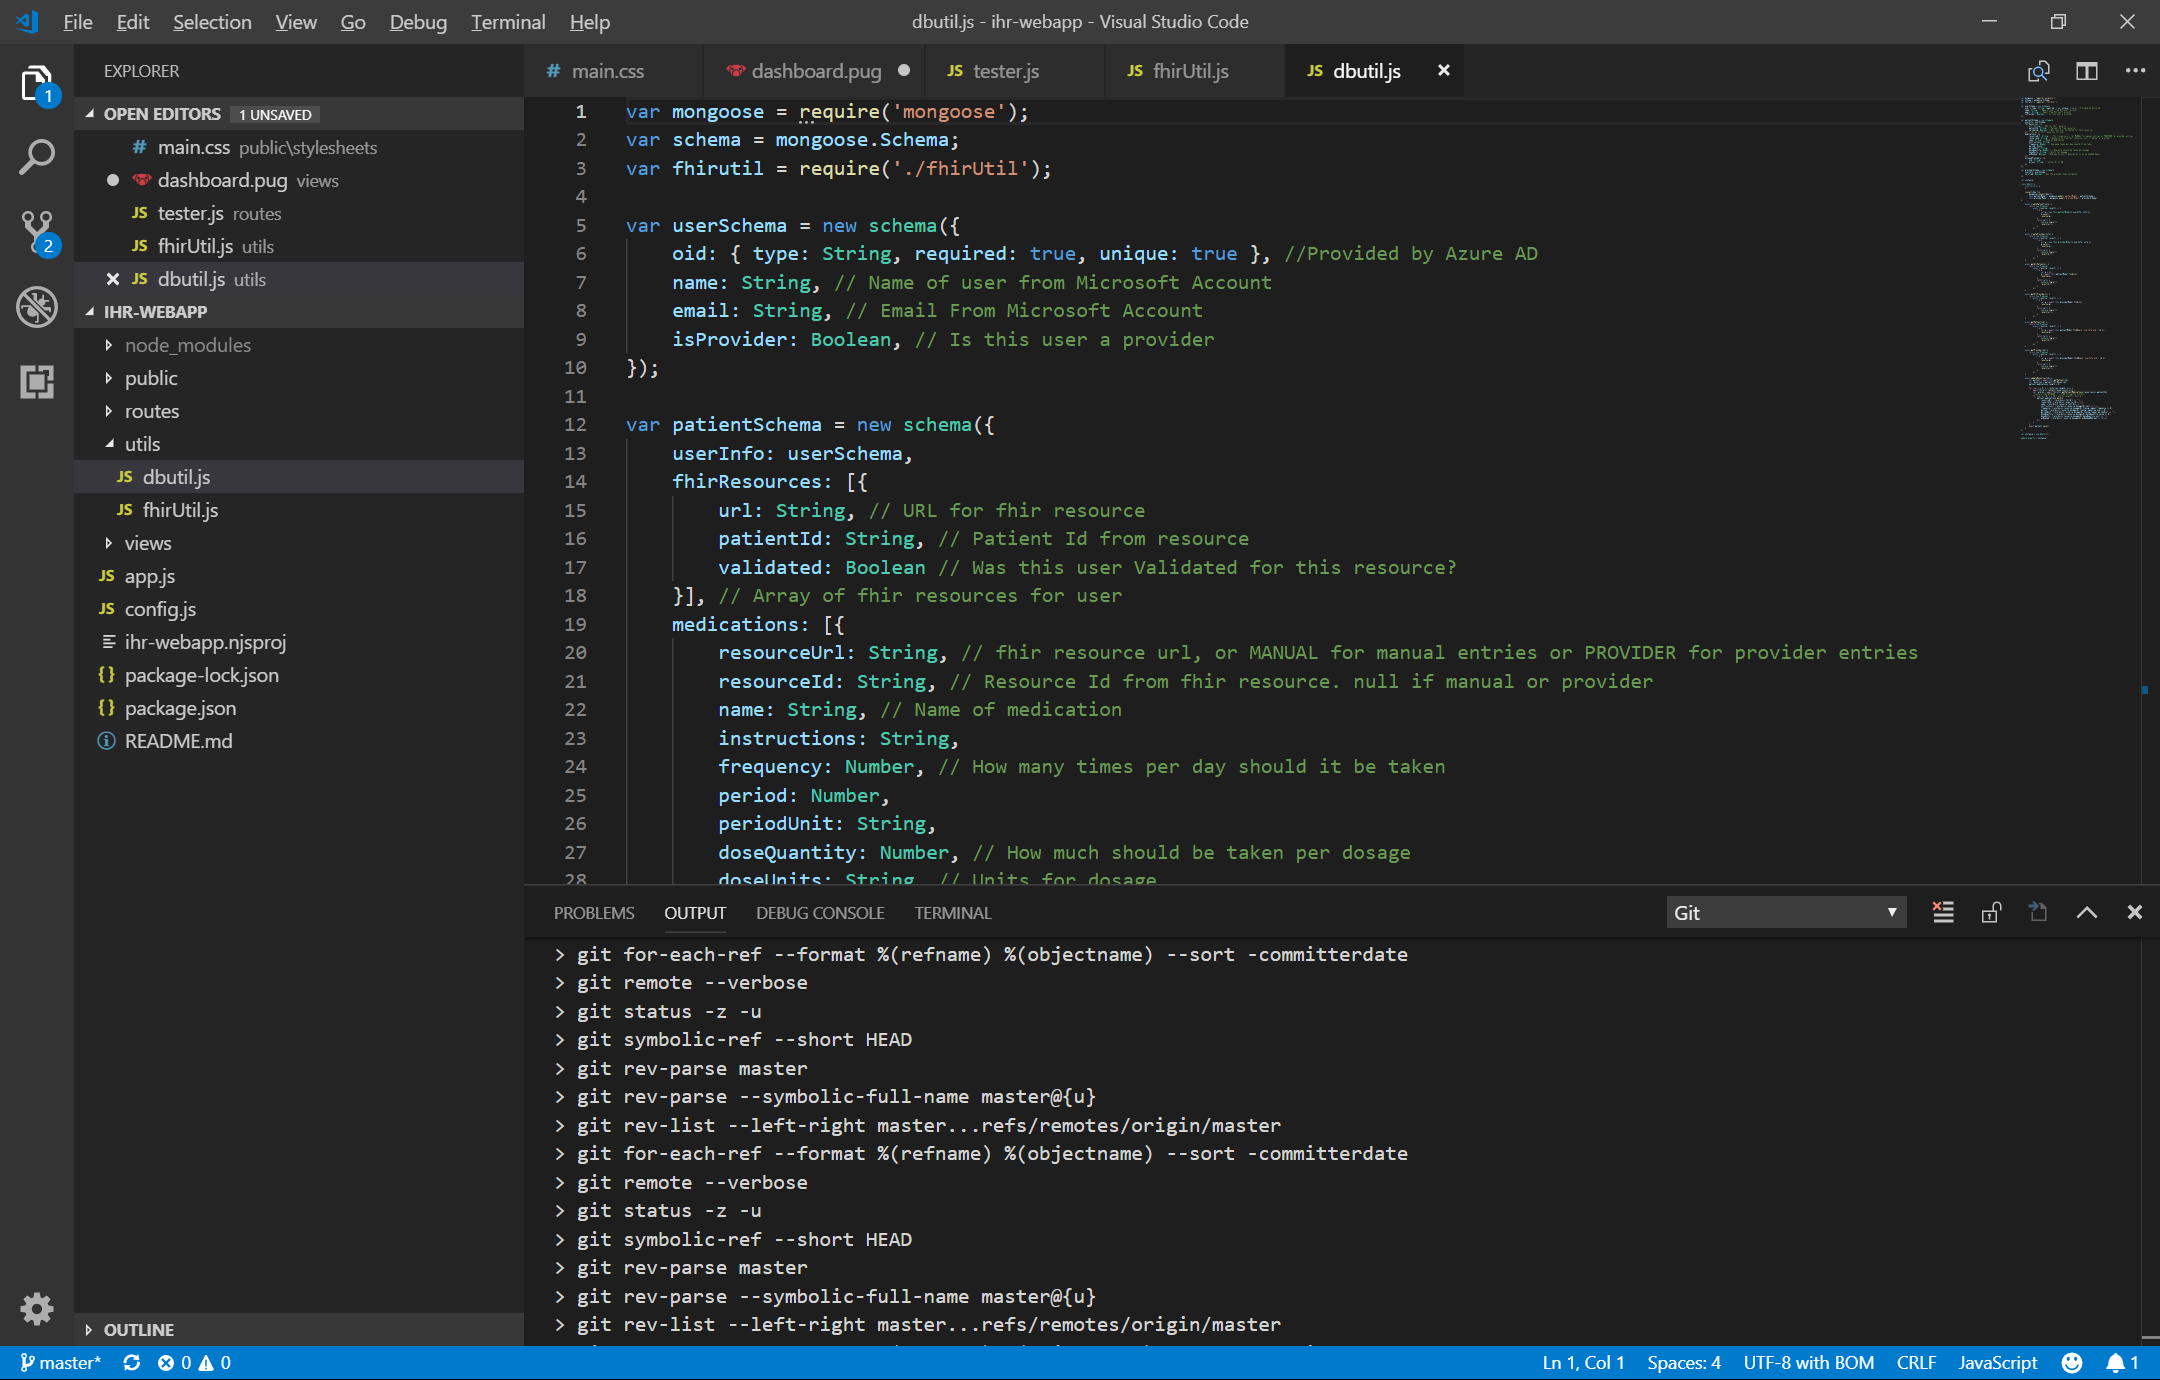 File Edit Selection View Go Debug Terminal Help
dbutil.js - ihr-webapp - Visual Studio Code
1
2
EXPLORER
OPEN EDITORS 1 UNSAVED
# main.css public\stylesheets
dashboard.pug views
JS tester.js routes
JS fhirUtil.js utils
JS dbutil.js utils
IHR-WEBAPP
node_modules
public
routes
utils
JS dbutil.js
JS fhirUtil.js
views
JS app.js
JS config.js
ihr-webapp.njsproj
{} package-lock.json
{} package.json
README.md
OUTLINE
# main.css dashboard.pug JS tester.js JS fhirUtil.js JS dbutil.js
1 var mongoose = require('mongoose');
2 var schema = mongoose.Schema;
3 var fhirutil = require('./fhirUtil');
4
5 var userSchema = new schema({
6 oid: { type: String, required: true, unique: true }, //Provided by Azure AD
7 name: String, // Name of user from Microsoft Account
8 email: String, // Email From Microsoft Account
9 isProvider: Boolean, // Is this user a provider
10 });
11
12 var patientSchema = new schema({
13 userInfo: userSchema,
14 fhirResources: [{
15 url: String, // URL for fhir resource
16 patientId: String, // Patient Id from resource
17 validated: Boolean // Was this user Validated for this resource?
18 }], // Array of fhir resources for user
19 medications: [{
20 resourceUrl: String, // fhir resource url, or MANUAL for manual entries or PROVIDER for provider entries
21 resourceId: String, // Resource Id from fhir resource. null if manual or provider
22 name: String, // Name of medication
23 instructions: String,
24 frequency: Number, // How many times per day should it be taken
25 period: Number,
26 periodUnit: String,
27 doseQuantity: Number, // How much should be taken per dosage
28 doseUnits: String, // Units for dosage
PROBLEMS OUTPUT DEBUG CONSOLE TERMINAL
Git
> git for-each-ref --format %(refname) %(objectname) --sort -committerdate
> git remote --verbose
> git status -z -u
> git symbolic-ref --short HEAD
> git rev-parse master
> git rev-parse --symbolic-full-name master@{u}
> git rev-list --left-right master...refs/remotes/origin/master
> git for-each-ref --format %(refname) %(objectname) --sort -committerdate
> git remote --verbose
> git status -z -u
> git symbolic-ref --short HEAD
> git rev-parse master
> git rev-parse --symbolic-full-name master@{u}
> git rev-list --left-right master...refs/remotes/origin/master
master* 0 0 Ln 1, Col 1 Spaces: 4 UTF-8 with BOM CRLF JavaScript 1